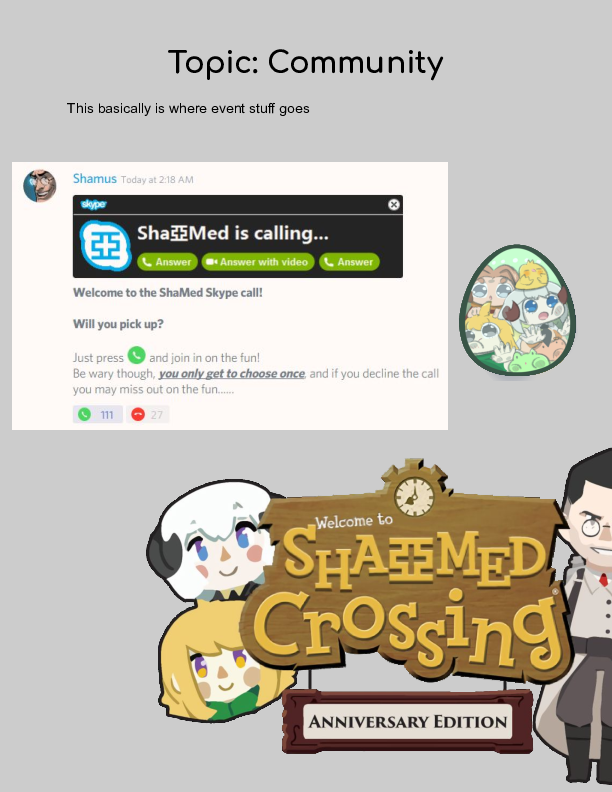 Topic: Community
This basically is where event stuff goes
Shamus Today at 2:18 AM
skype
Sha亞Med is calling...
Answer Answer with video Answer
Welcome to the ShaMed Skype call!
Will you pick up?
Just press and join in on the fun!
Be wary though, you only get to choose once, and if you decline the call
you may miss out on the fun......
111 27
Welcome to
SHA亞MED
Crossing®
ANNIVERSARY EDITION